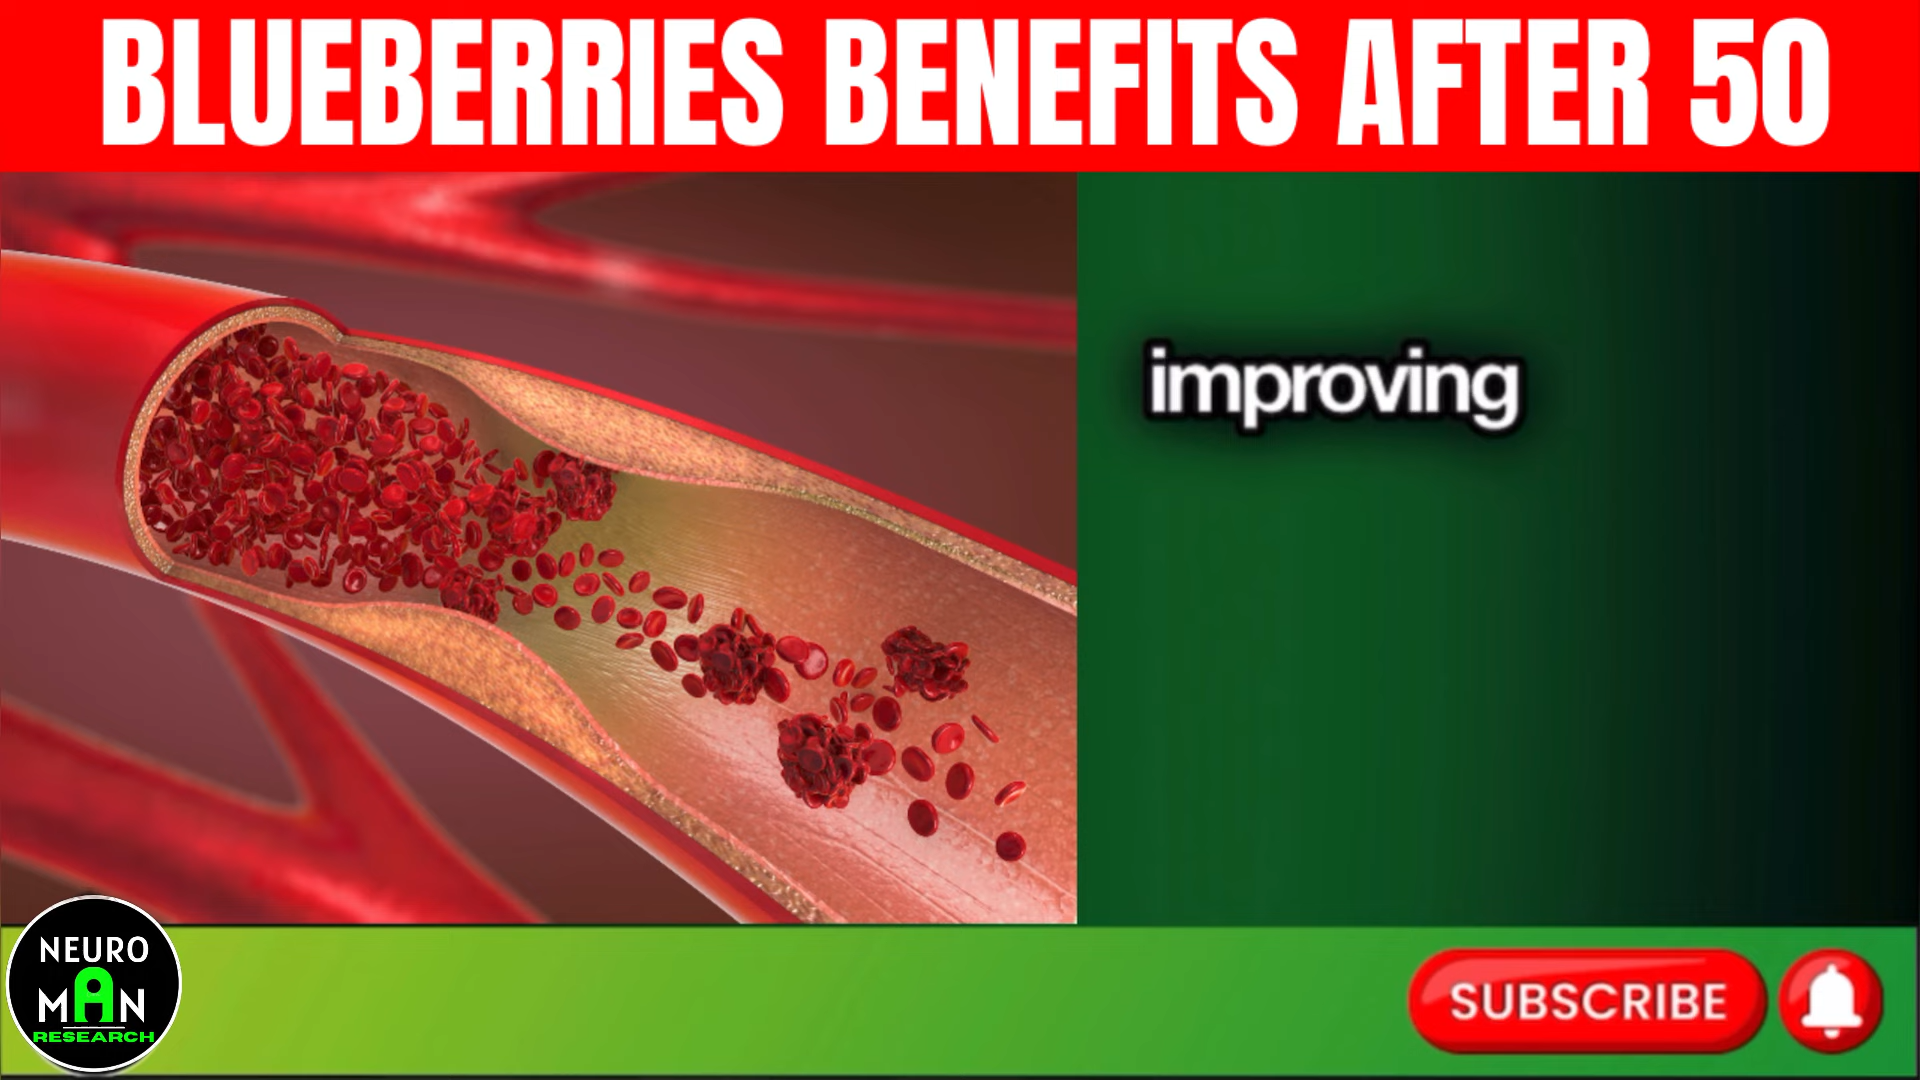 BLUEBERRIES BENEFITS AFTER 50
improving
NEURO
MAN
RESEARCH
SUBSCRIBE